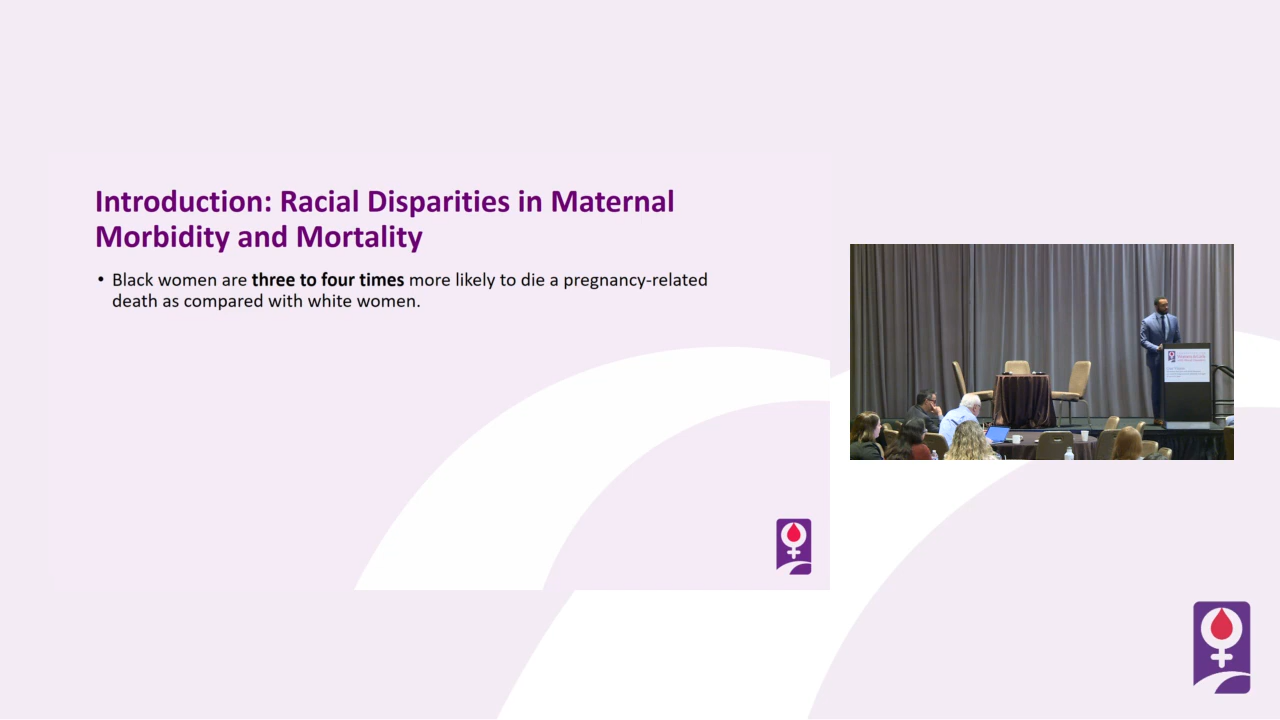 Introduction: Racial Disparities in Maternal
Morbidity and Mortality
• Black women are three to four times more likely to die a pregnancy-related
death as compared with white women.